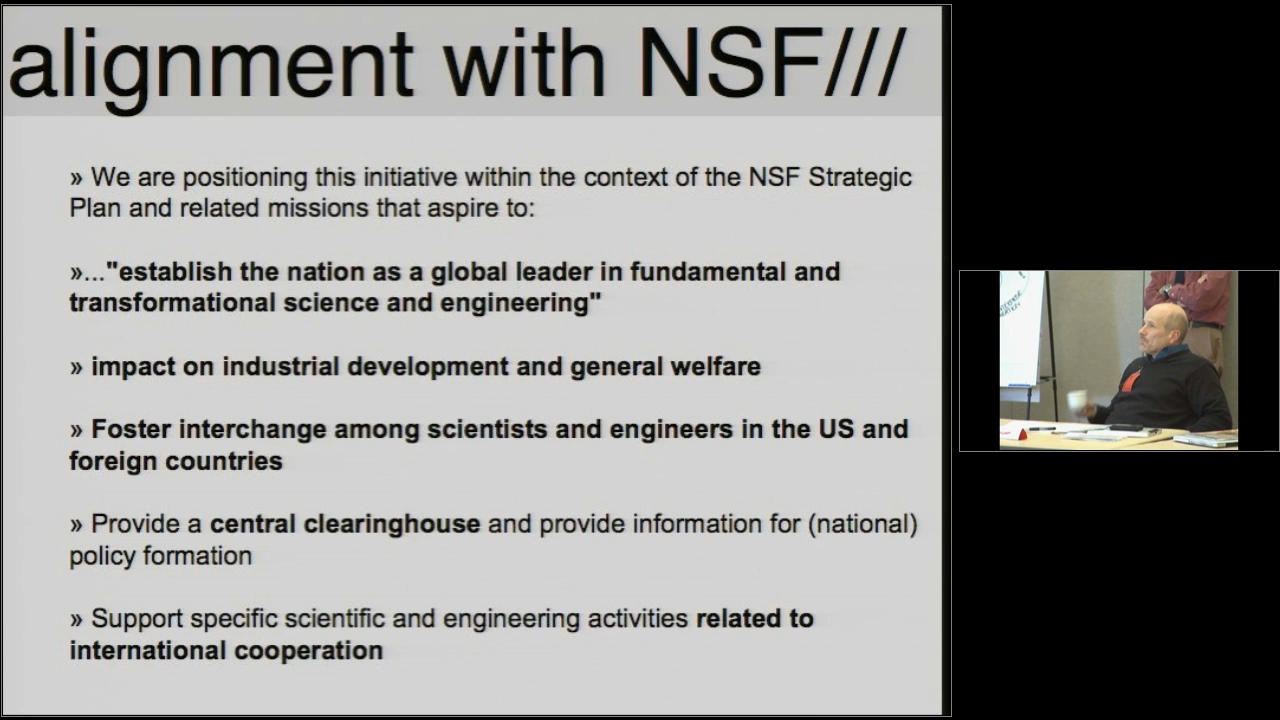 alignment with NSF///
» We are positioning this initiative within the context of the NSF Strategic
Plan and related missions that aspire to:
»..."establish the nation as a global leader in fundamental and
transformational science and engineering"
» impact on industrial development and general welfare
» Foster interchange among scientists and engineers in the US and
foreign countries
» Provide a central clearinghouse and provide information for (national)
policy formation
» Support specific scientific and engineering activities related to
international cooperation